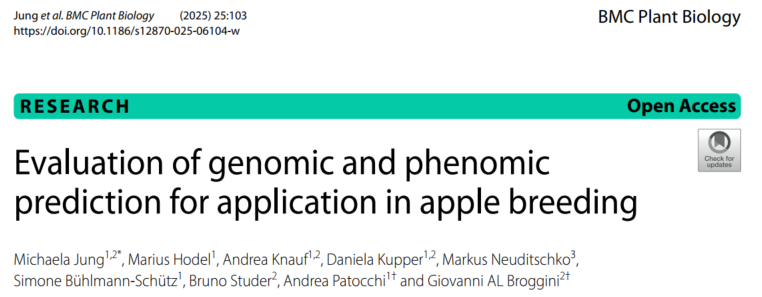 Jung et al. BMC Plant Biology (2025) 25:103
https://doi.org/10.1186/s12870-025-06104-w
BMC Plant Biology
RESEARCH Open Access
Check for
updates
Evaluation of genomic and phenomic
prediction for application in apple breeding
Michaela Jung1,2*, Marius Hodel1, Andrea Knauf1,2, Daniela Kupper1,2, Markus Neuditschko3,
Simone Bühlmann-Schütz1, Bruno Studer2, Andrea Patocchi1† and Giovanni AL Broggini2†